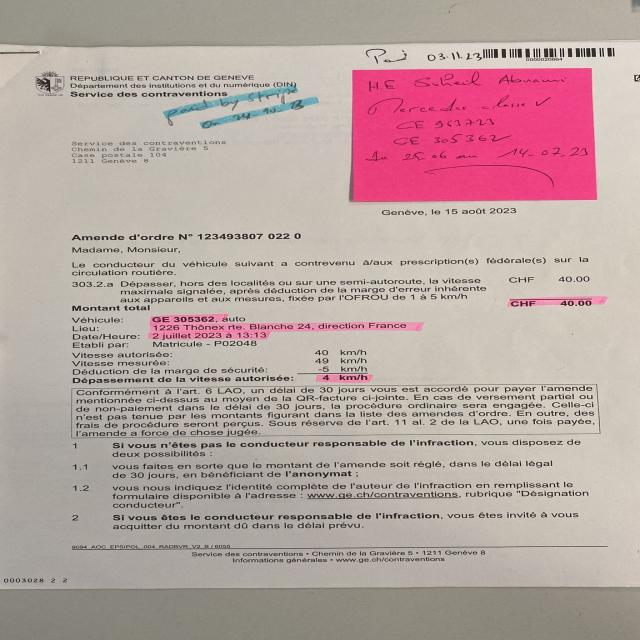 Paid 03.11.23
0000020664
REPUBLIQUE ET CANTON DE GENEVE
Département des institutions et du numérique (DIN)
Service des contraventions
paid by stripe
H.E
Mercedes classe V
GE 963723
GE 305362
Du 25.06 au 14-07.23
Service des contraventions
Chemin de la Gravière 5
Case postale 104
1211 Genève 8
Genève, le 15 août 2023
Amende d'ordre N° 123493807 022 0
Madame, Monsieur,
Le conducteur du véhicule suivant a contrevenu à/aux prescription(s) fédérale(s) sur la
circulation routière.
303.2.a Dépasser, hors des localités ou sur une semi-autoroute, la vitesse CHF 40.00
maximale signalée, après déduction de la marge d'erreur inhérente
aux appareils et aux mesures, fixée par l'OFROU de 1 à 5 km/h
Montant total CHF 40.00
Véhicule: GE 305362, auto
Lieu: 1226 Thônex rte. Blanche 24, direction France
Date/Heure: 2 juillet 2023 à 13:13
Etabli par: Matricule - P02048
Vitesse autorisée: 40 km/h
Vitesse mesurée: 49 km/h
Déduction de la marge de sécurité: -5 km/h
Dépassement de la vitesse autorisée: 4 km/h
Conformément à l'art. 6 LAO, un délai de 30 jours vous est accordé pour payer l'amende
mentionnée ci-dessus au moyen de la QR-facture ci-jointe. En cas de versement partiel ou
de non-paiement dans le délai de 30 jours, la procédure ordinaire sera engagée. Celle-ci
n'est pas tenue par les montants figurant dans la liste des amendes d'ordre. En outre, des
frais de procédure seront perçus. Sous réserve de l'art. 11 al. 2 de la LAO, une fois payée,
l'amende a force de chose jugée.
1 Si vous n'êtes pas le conducteur responsable de l'infraction, vous disposez de
deux possibilités :
1.1 vous faites en sorte que le montant de l'amende soit réglé, dans le délai légal
de 30 jours, en bénéficiant de l'anonymat ;
1.2 vous nous indiquez l'identité complète de l'auteur de l'infraction en remplissant le
formulaire disponible à l'adresse : www.ge.ch/contraventions, rubrique "Désignation
conducteur".
2 Si vous êtes le conducteur responsable de l'infraction, vous êtes invité à vous
acquitter du montant dû dans le délai prévu.
9094_AOC_EPSIPOL_004_RADBVR_V2_B / 6055
Service des contraventions • Chemin de la Gravière 5 • 1211 Genève 8
Informations générales • www.ge.ch/contraventions
0003028 2 2